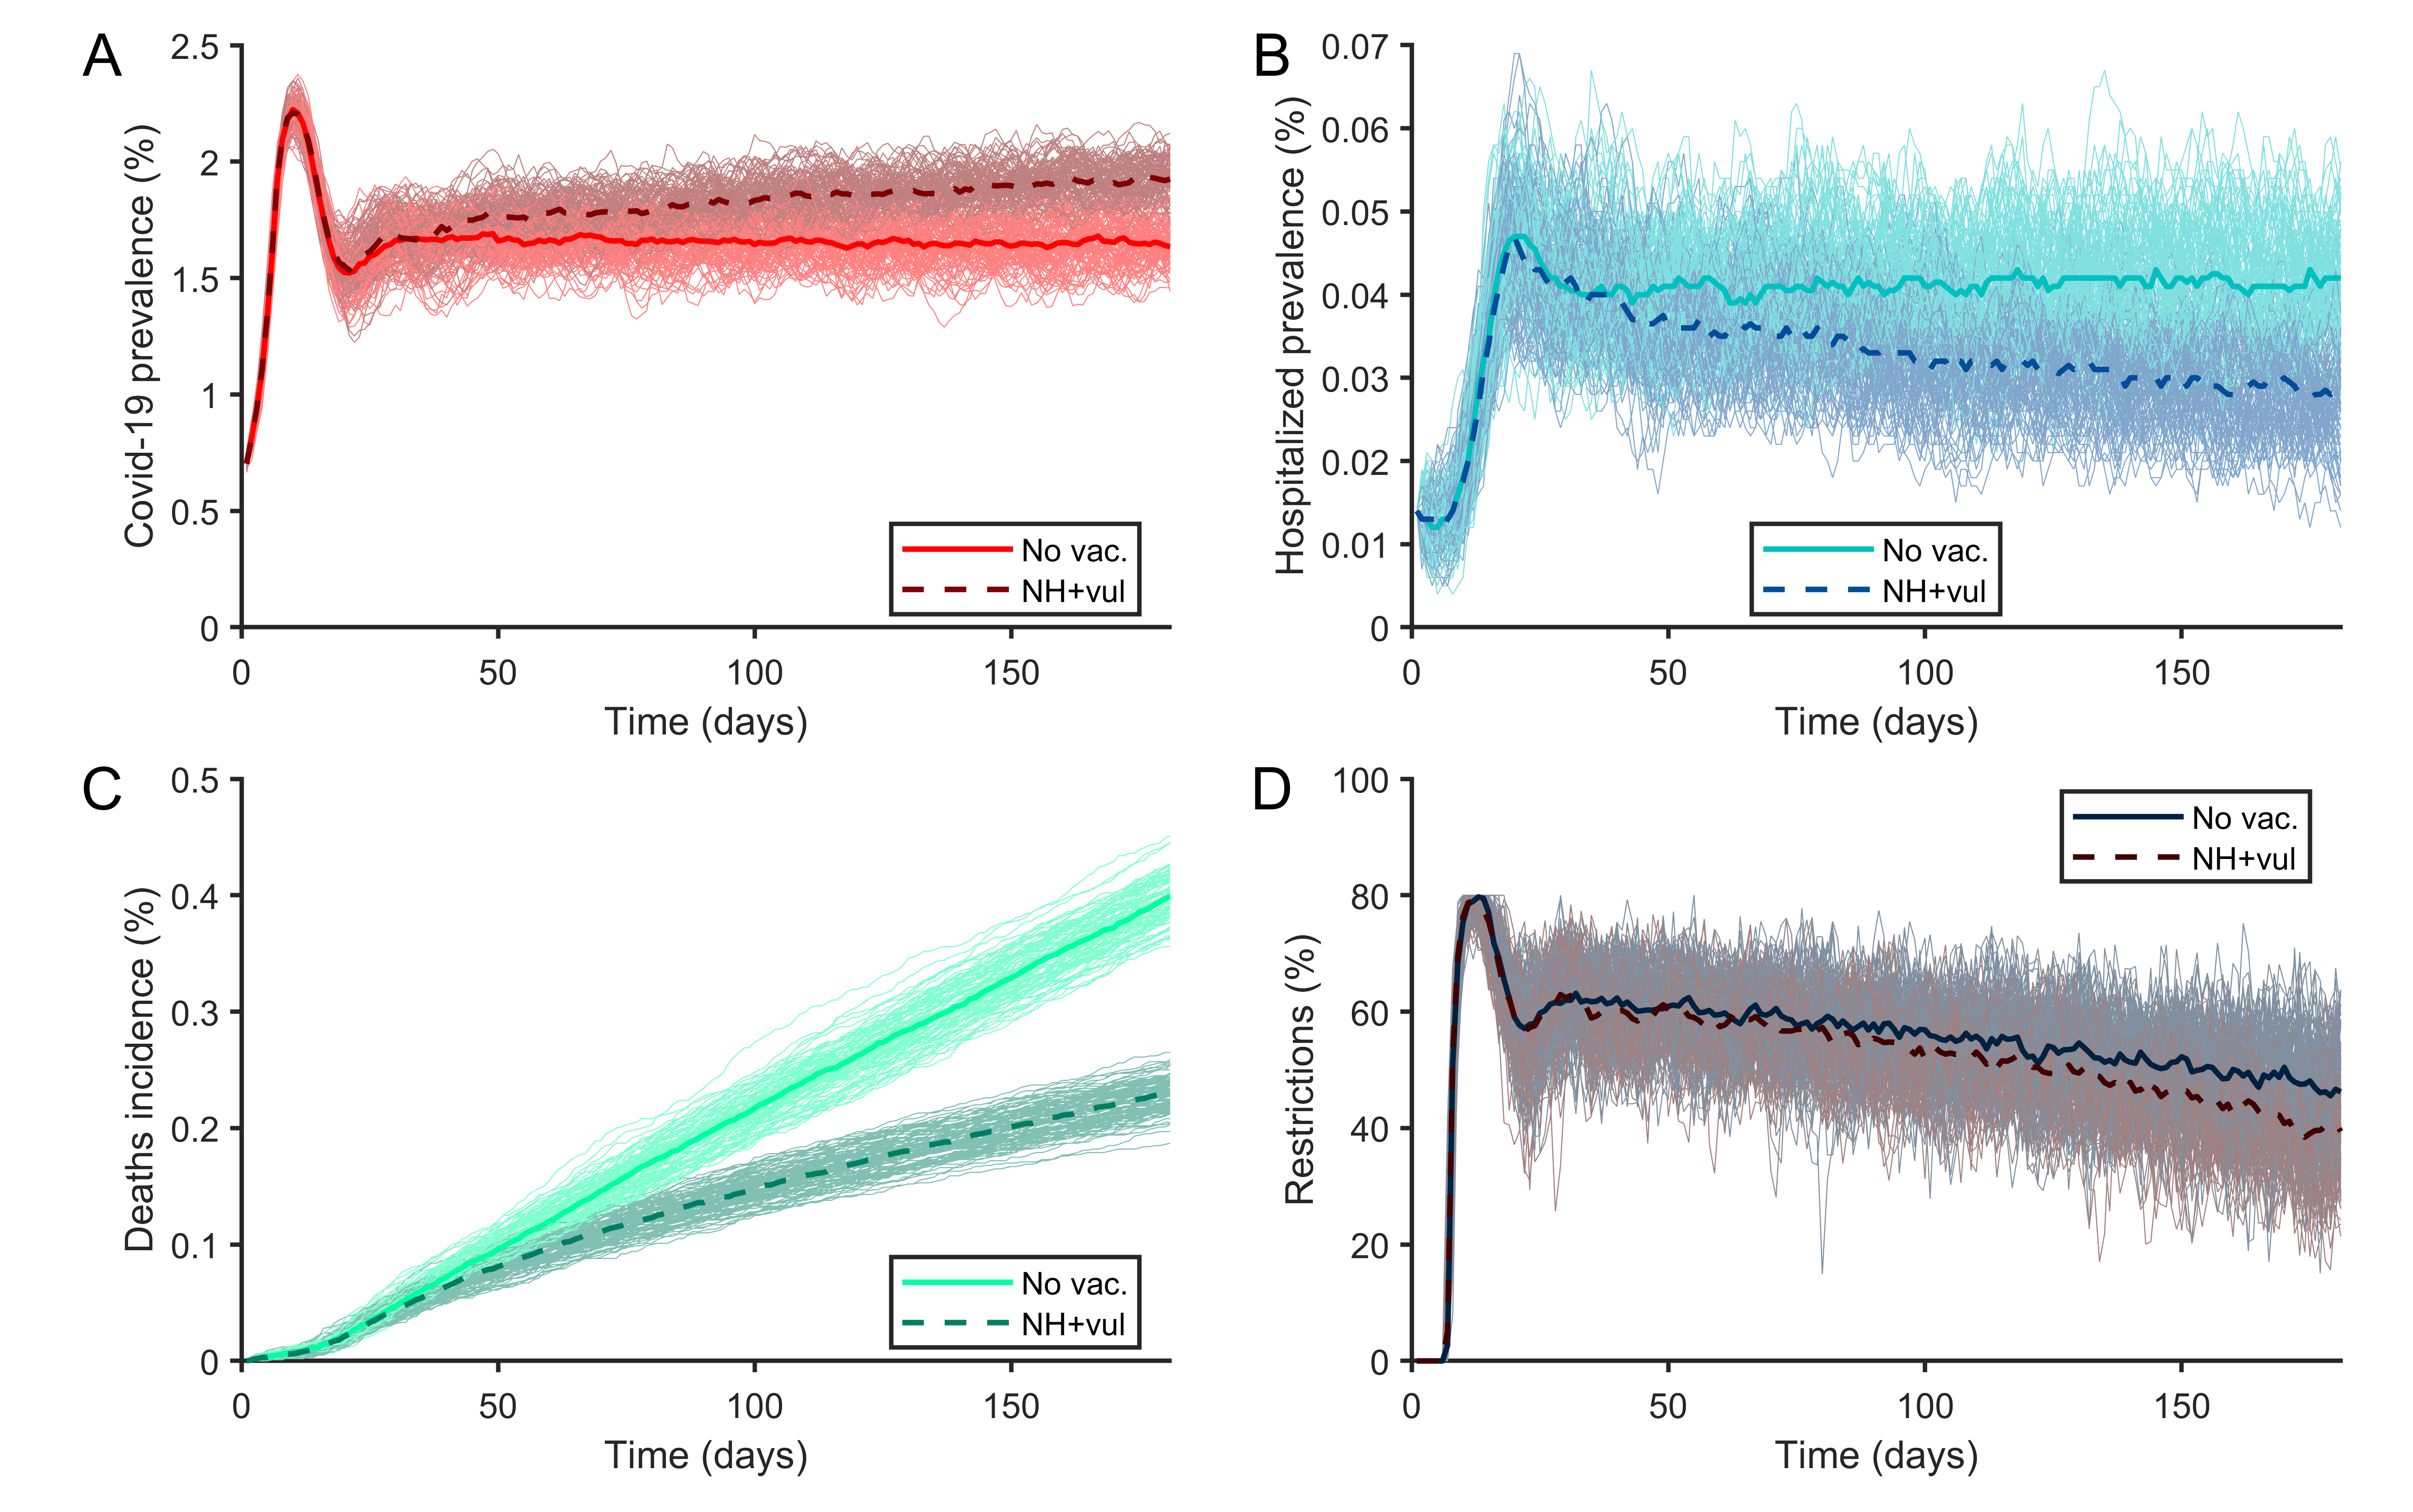 A
Covid-19 prevalence (%)
2.5
2
1.5
1
0.5
0
0 50 100 150
Time (days)
No vac.
NH+vul
B
Hospitalized prevalence (%)
0.07
0.06
0.05
0.04
0.03
0.02
0.01
0
0 50 100 150
Time (days)
No vac.
NH+vul
C
Deaths incidence (%)
0.5
0.4
0.3
0.2
0.1
0
0 50 100 150
Time (days)
No vac.
NH+vul
D
Restrictions (%)
100
80
60
40
20
0
0 50 100 150
Time (days)
No vac.
NH+vul